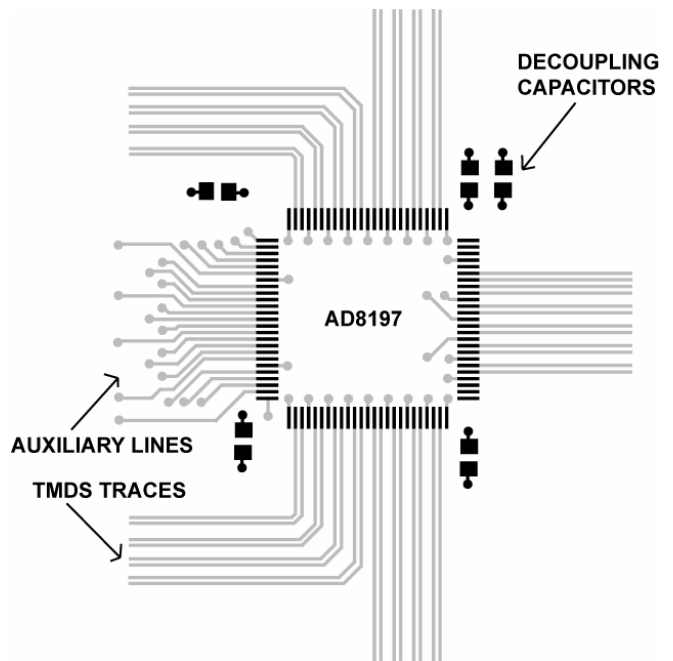 DECOUPLING
CAPACITORS
AD8197
AUXILIARY LINES
TMDS TRACES